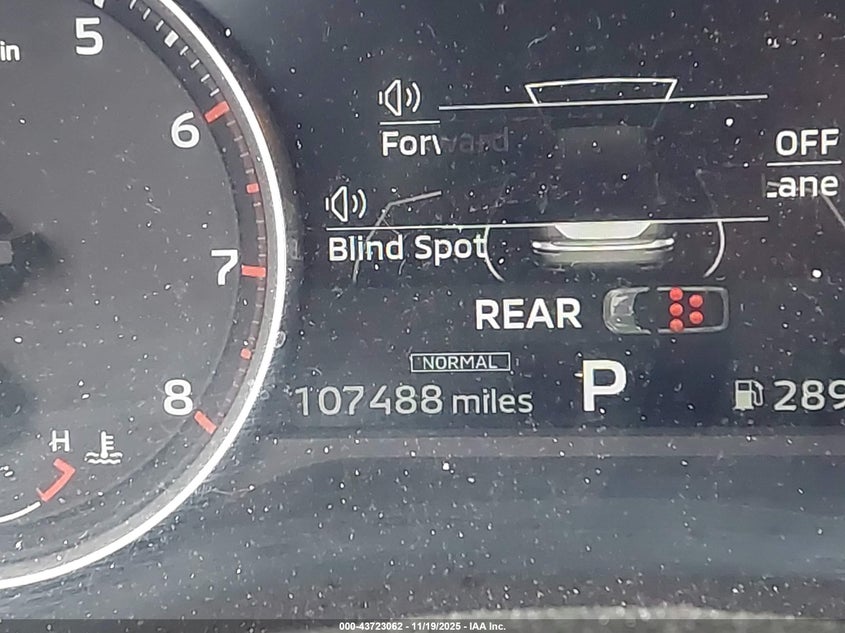 in
5
6
7
8
H
Forward
OFF
Lane
Blind Spot
REAR
NORMAL
107488 miles
P
289
000-43723062 - 11/19/2025 - IAA Inc.